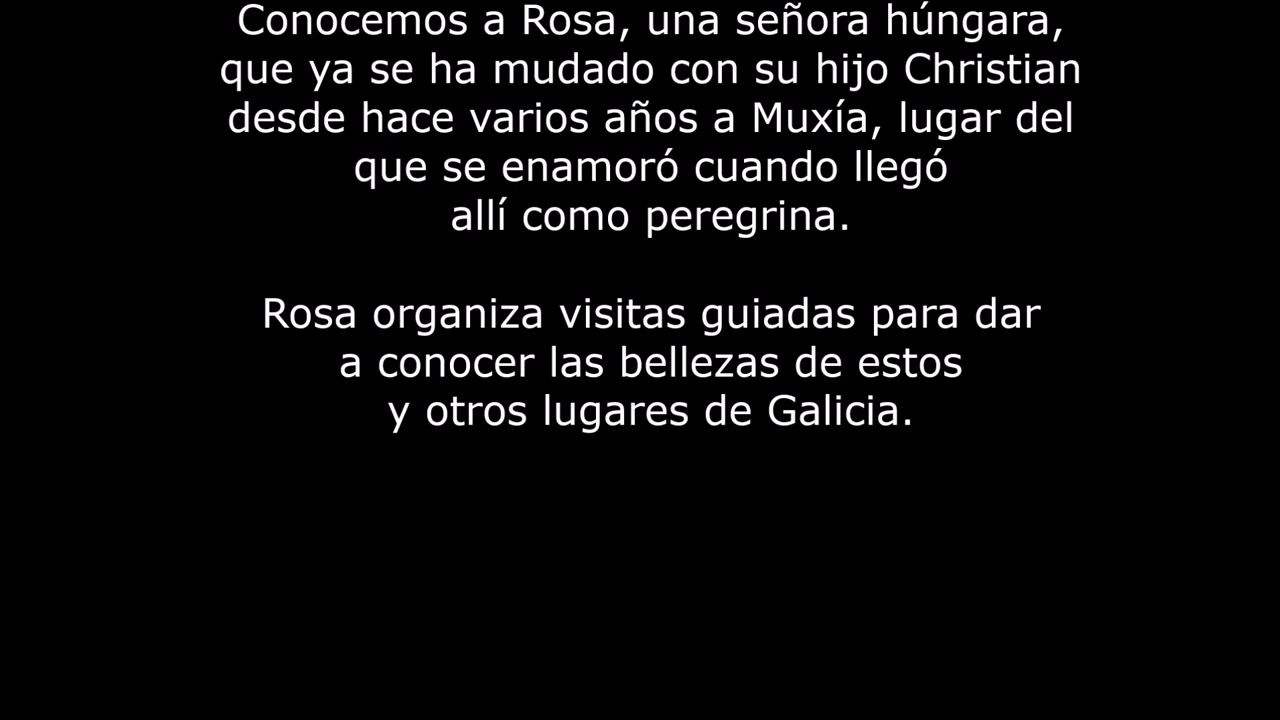 Conocemos a Rosa, una señora húngara,
que ya se ha mudado con su hijo Christian
desde hace varios años a Muxía, lugar del
que se enamoró cuando llegó
allí como peregrina.
Rosa organiza visitas guiadas para dar
a conocer las bellezas de estos
y otros lugares de Galicia.